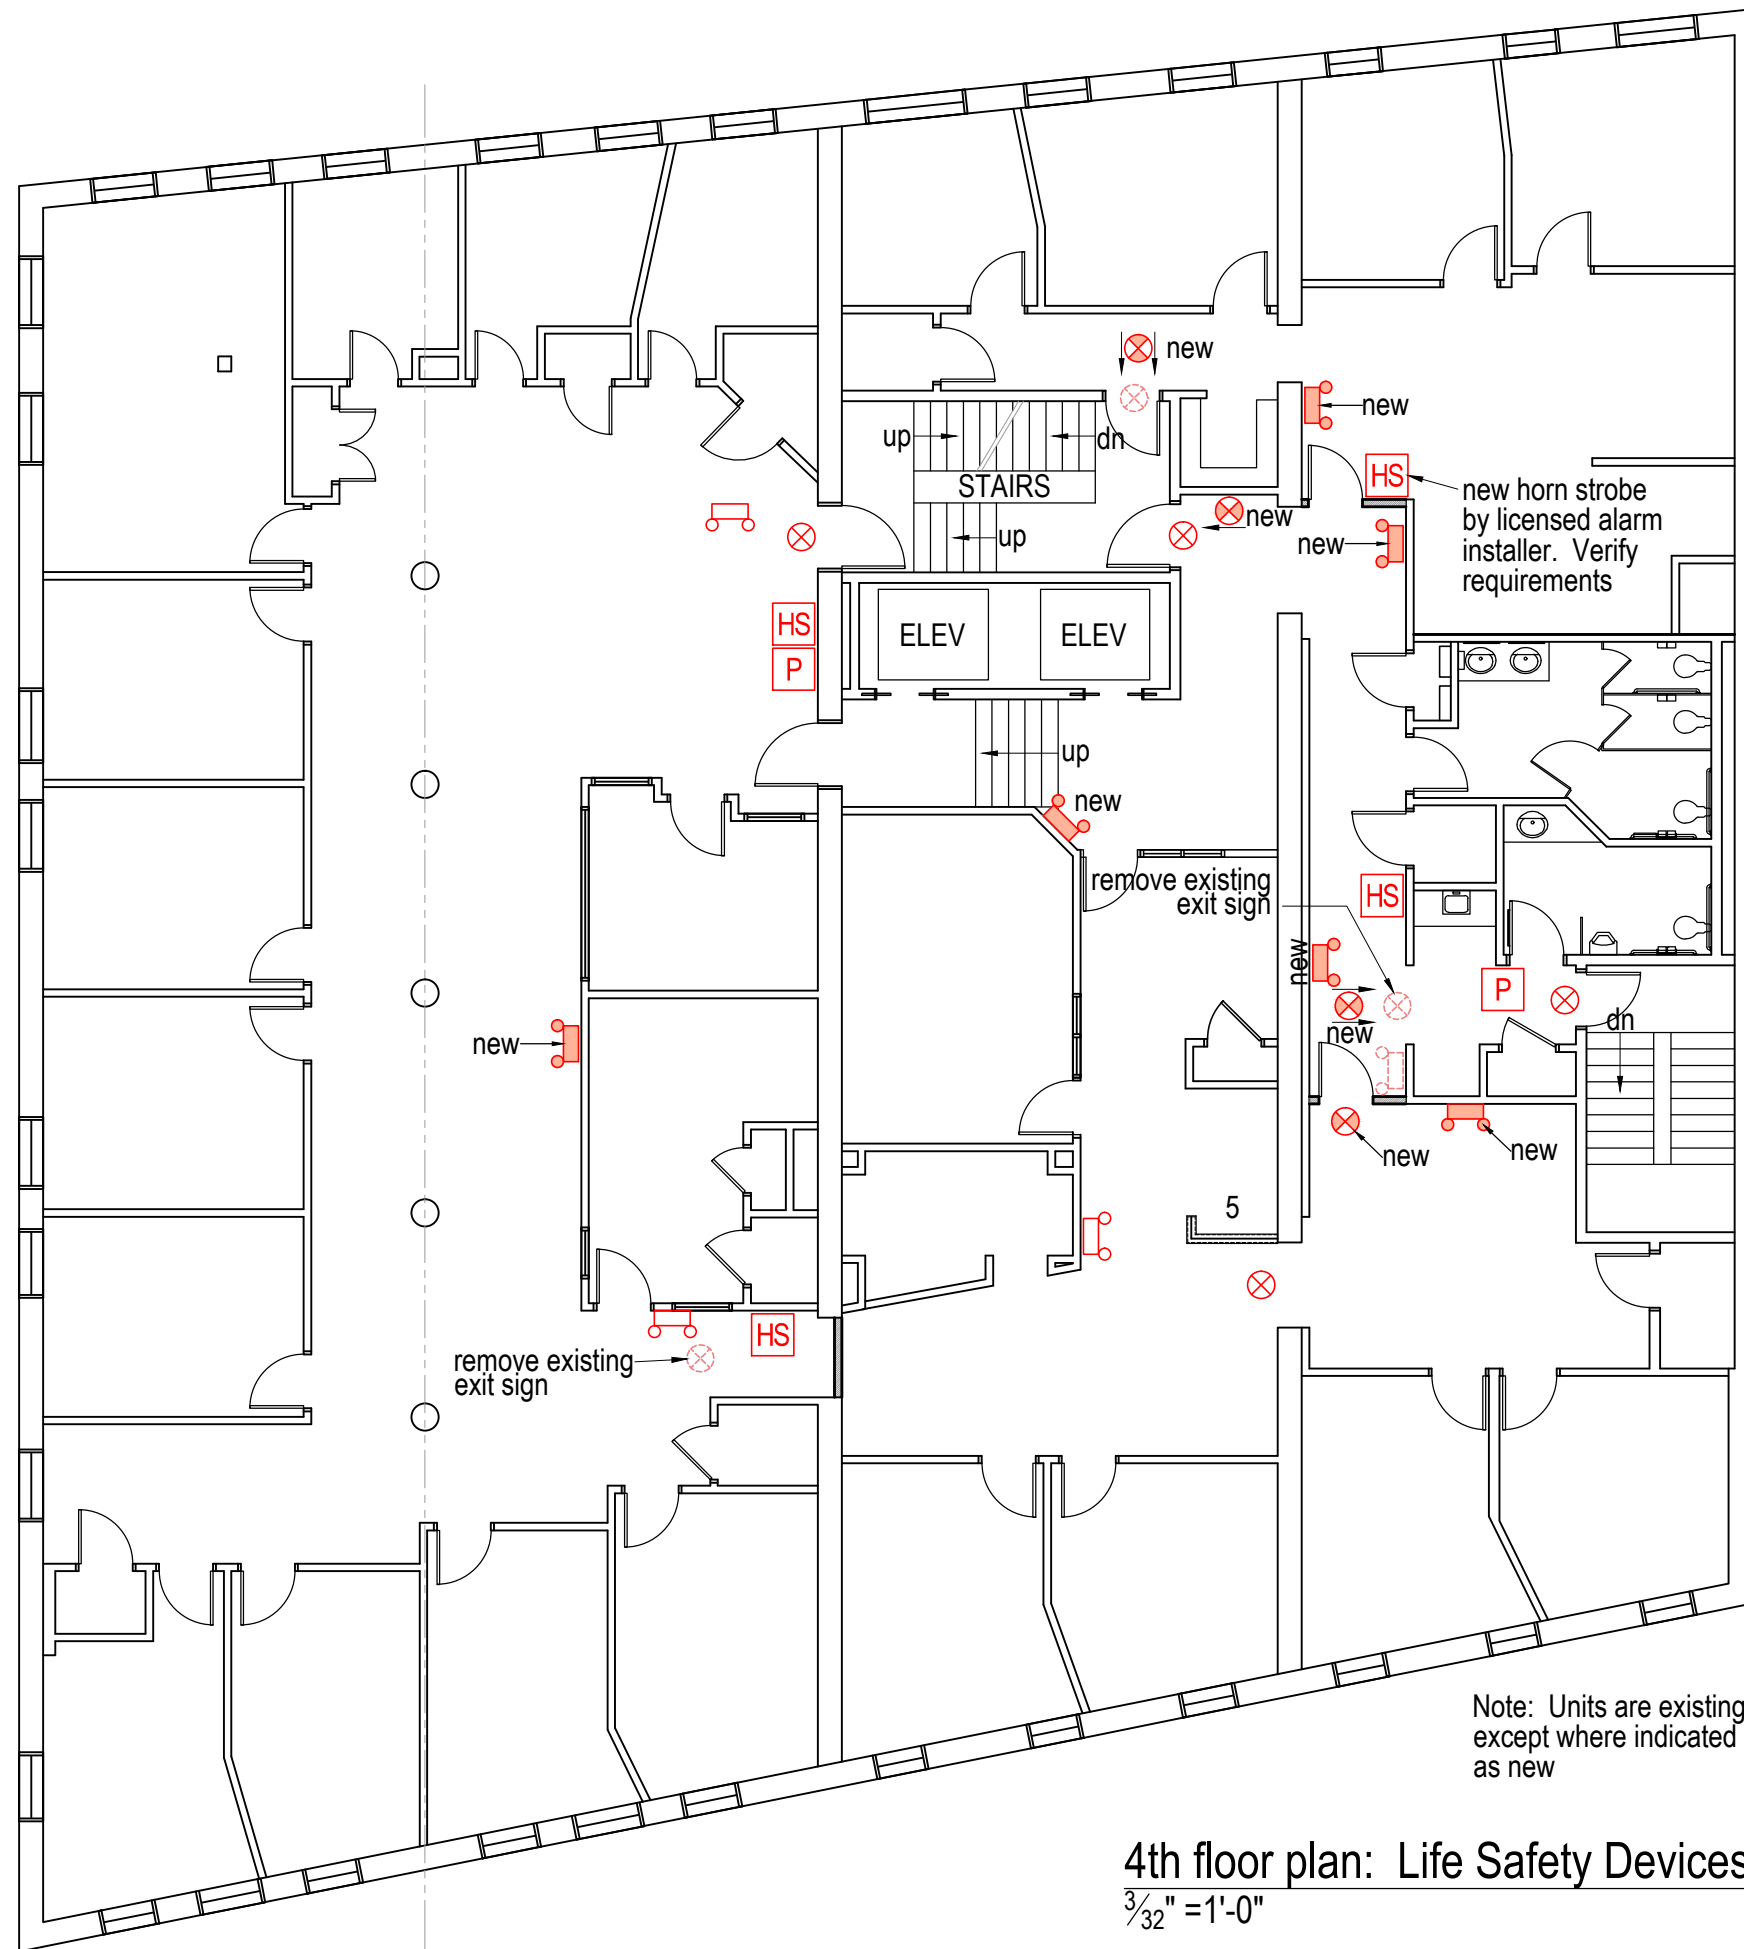 new
new
up
dn
STAIRS
HS
new horn strobe
by licensed alarm
installer. Verify
requirements
new
up
new
HS
P
ELEV
ELEV
up
new
remove existing
exit sign
HS
new
P
new
dn
new
new
new
5
HS
remove existing
exit sign
Note: Units are existing
except where indicated
as new
4th floor plan: Life Safety Devices
3/32" =1'-0"